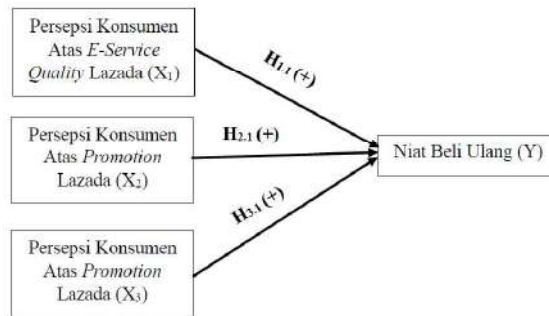 Persepsi Konsumen
Atas E-Service
Quality Lazada (X₁)
H₁.₁ (+)
Persepsi Konsumen
Atas Promotion
Lazada (X₂)
H₂.₁ (+)
Niat Beli Ulang (Y)
H₃.₁ (+)
Persepsi Konsumen
Atas Promotion
Lazada (X₃)